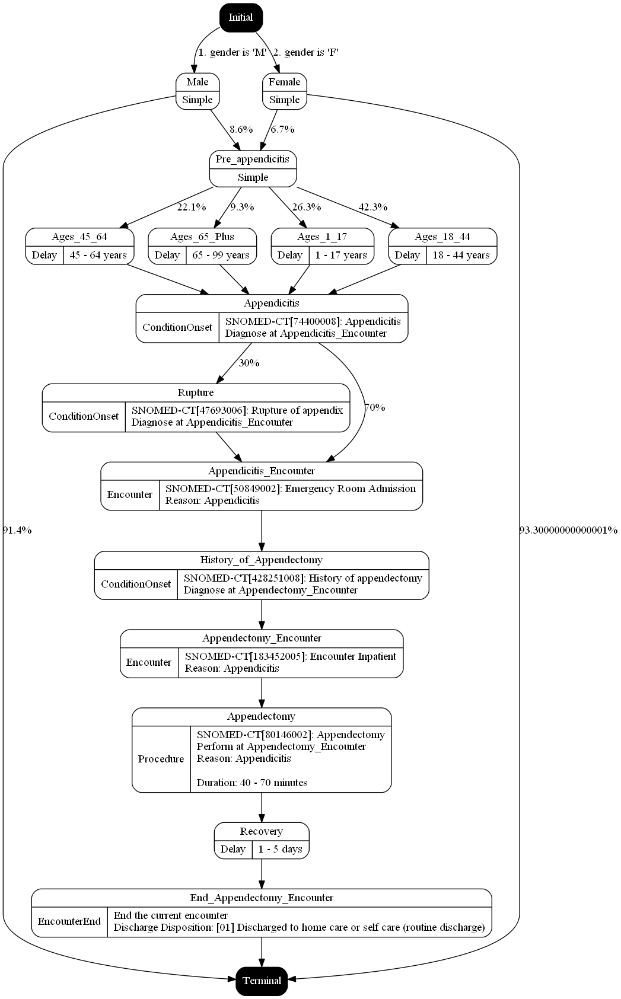 Initial
1. gender is 'M'
2. gender is 'F'
Male
Simple
Female
Simple
8.6%
6.7%
Pre_appendicitis
Simple
22.1%
9.3%
26.3%
42.3%
Ages_45_64
Delay
45 - 64 years
Ages_65_Plus
Delay
65 - 99 years
Ages_1_17
Delay
1 - 17 years
Ages_18_44
Delay
18 - 44 years
Appendicitis
ConditionOnset
SNOMED-CT[74400008]: Appendicitis
Diagnose at Appendicitis_Encounter
30%
Rupture
ConditionOnset
SNOMED-CT[47693006]: Rupture of appendix
Diagnose at Appendicitis_Encounter
70%
Appendicitis_Encounter
Encounter
SNOMED-CT[50849002]: Emergency Room Admission
Reason: Appendicitis
91.4%
93.30000000000001%
History_of_Appendectomy
ConditionOnset
SNOMED-CT[428251008]: History of appendectomy
Diagnose at Appendectomy_Encounter
Appendectomy_Encounter
Encounter
SNOMED-CT[183452005]: Encounter Inpatient
Reason: Appendicitis
Appendectomy
Procedure
SNOMED-CT[80146002]: Appendectomy
Perform at Appendectomy_Encounter
Reason: Appendicitis
Duration: 40 - 70 minutes
Recovery
Delay
1 - 5 days
End_Appendectomy_Encounter
EncounterEnd
End the current encounter
Discharge Disposition: [01] Discharged to home care or self care (routine discharge)
Terminal